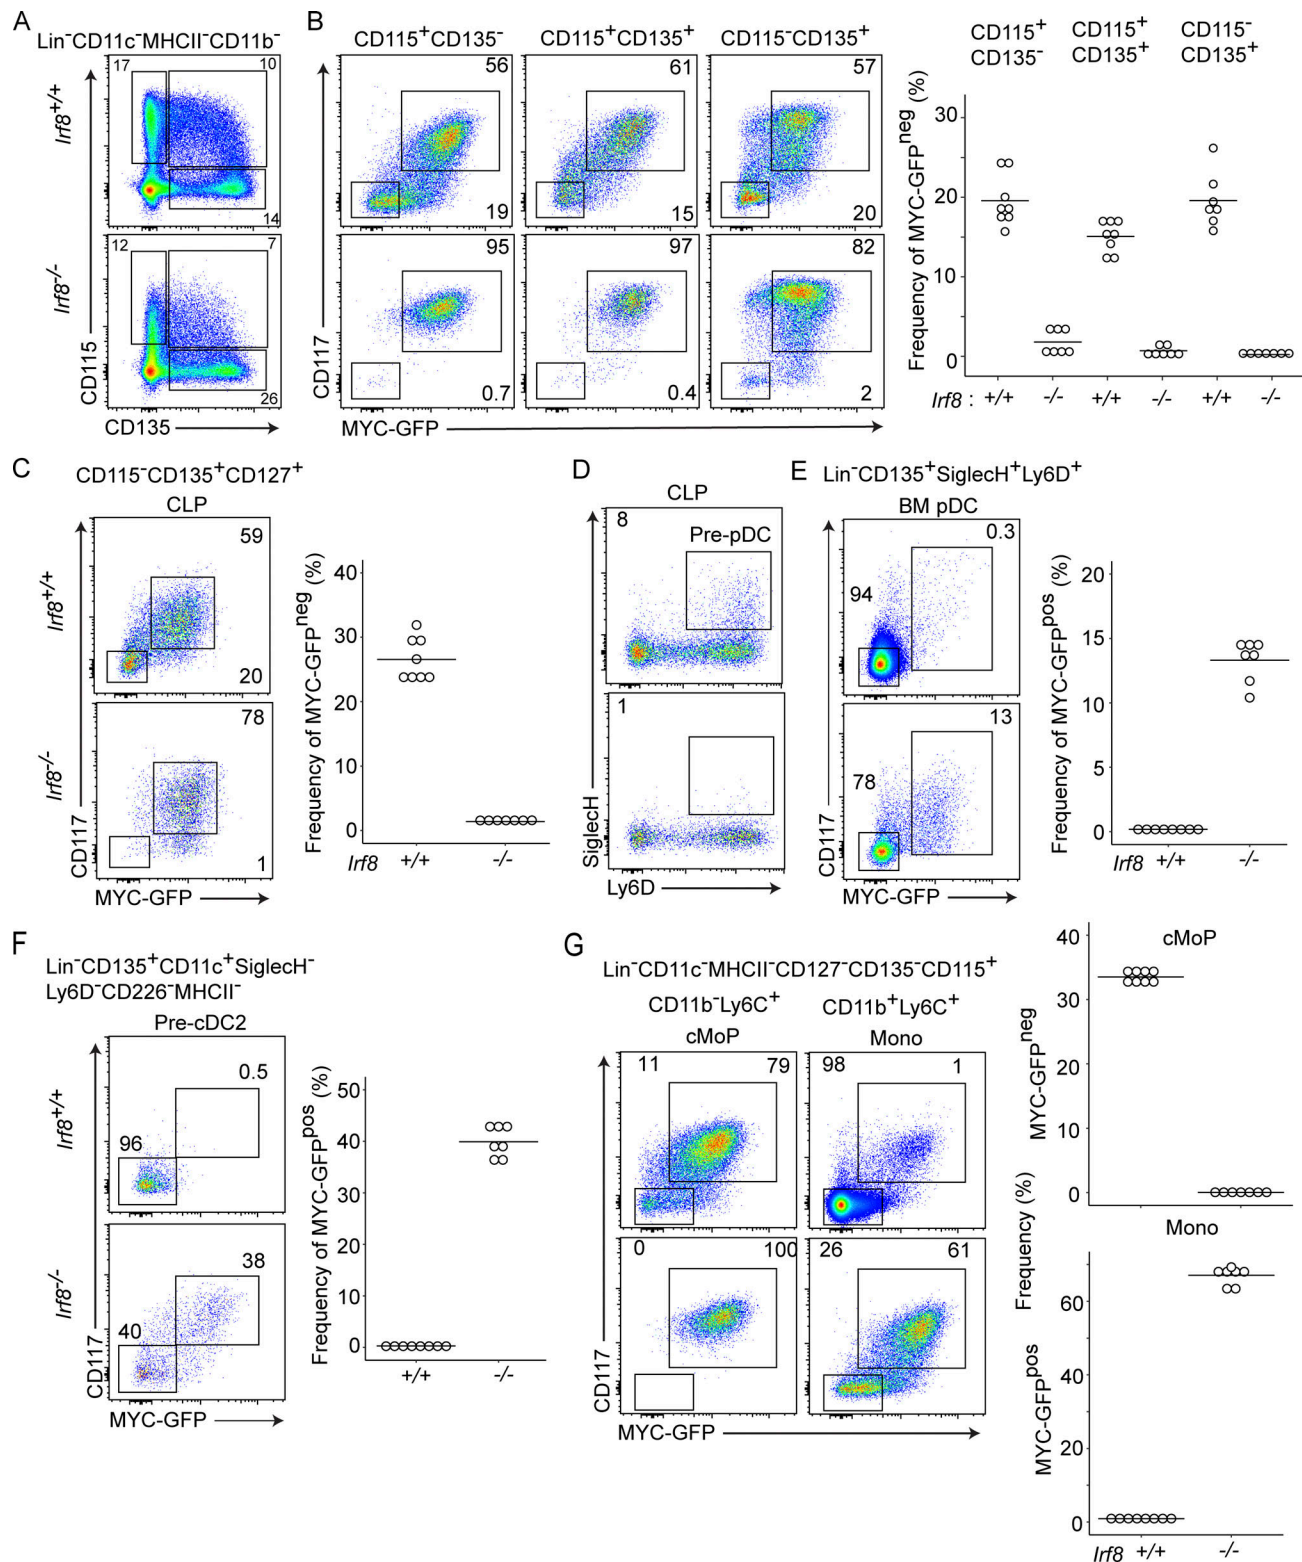 A
Lin⁻CD11c⁻MHCII⁻CD11b⁻
Irf8⁺/⁺
17
10
14
Irf8⁻/⁻
12
7
26
CD115
CD135
B
CD115⁺CD135⁻
CD115⁺CD135⁺
CD115⁻CD135⁺
56
61
57
19
15
20
95
97
82
0.7
0.4
2
CD117
MYC-GFP
CD115⁺ CD115⁺ CD115⁻
CD135⁻ CD135⁺ CD135⁺
Frequency of MYC-GFPⁿᵉᵍ (%)
30
20
10
0
Irf8 : +/+ -/- +/+ -/- +/+ -/-
C
CD115⁻CD135⁺CD127⁺
CLP
Irf8⁺/⁺
59
20
Irf8⁻/⁻
78
1
CD117
MYC-GFP
Frequency of MYC-GFPⁿᵉᵍ (%)
40
30
20
10
0
Irf8 +/+ -/-
D
CLP
8
Pre-pDC
1
SiglecH
Ly6D
E
Lin⁻CD135⁺SiglecH⁺Ly6D⁺
BM pDC
0.3
94
13
78
CD117
MYC-GFP
Frequency of MYC-GFPᵖᵒˢ (%)
20
15
10
5
0
Irf8 +/+ -/-
F
Lin⁻CD135⁺CD11c⁺SiglecH⁻
Ly6D⁻CD226⁻MHCII⁻
Pre-cDC2
Irf8⁺/⁺
0.5
96
Irf8⁻/⁻
38
40
CD117
MYC-GFP
Frequency of MYC-GFPᵖᵒˢ (%)
50
40
30
20
10
0
+/+ -/-
G
Lin⁻CD11c⁻MHCII⁻CD127⁻CD135⁻CD115⁺
CD11b⁻Ly6C⁺
cMoP
CD11b⁺Ly6C⁺
Mono
11
79
98
1
0
100
26
61
CD117
MYC-GFP
cMoP
40
30
20
10
0
MYC-GFPⁿᵉᵍ
Frequency (%)
Mono
60
40
20
0
MYC-GFPᵖᵒˢ
Irf8 +/+ -/-